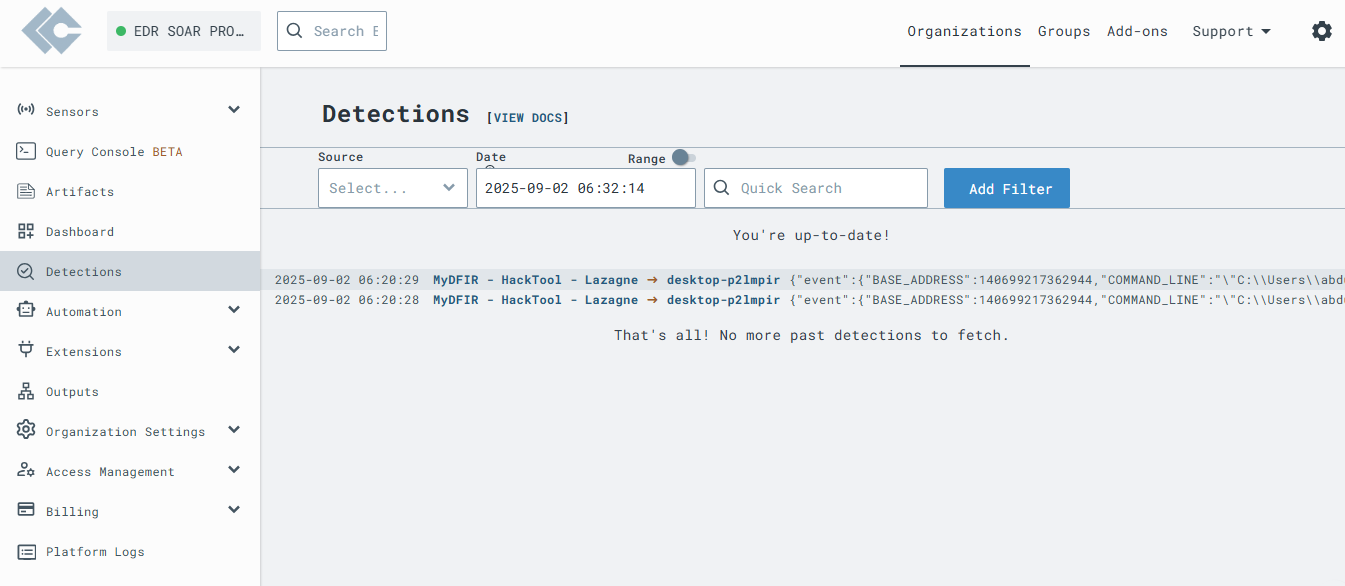 EDR SOAR PRO…
Search E
Organizations Groups Add-ons Support
Sensors
Query Console BETA
Artifacts
Dashboard
Detections
Automation
Extensions
Outputs
Organization Settings
Access Management
Billing
Platform Logs
Detections [VIEW DOCS]
Source Date Range
Select... 2025-09-02 06:32:14 Quick Search Add Filter
You're up-to-date!
2025-09-02 06:20:29 MyDFIR - HackTool - Lazagne → desktop-p2lmpir {"event":{"BASE_ADDRESS":140699217362944,"COMMAND_LINE":"\"C:\\Users\\abd
2025-09-02 06:20:28 MyDFIR - HackTool - Lazagne → desktop-p2lmpir {"event":{"BASE_ADDRESS":140699217362944,"COMMAND_LINE":"\"C:\\Users\\abd
That's all! No more past detections to fetch.